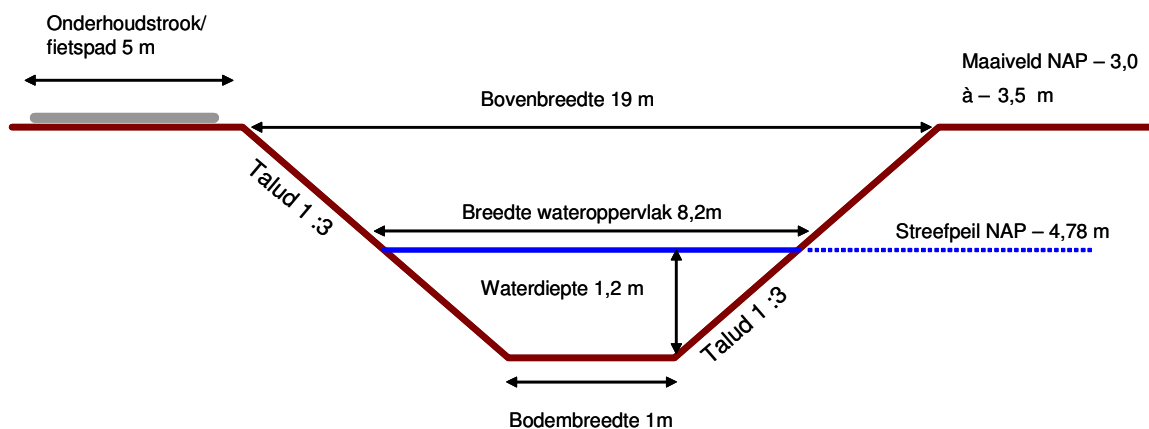 Onderhoudstrook/
fietspad 5 m
Maaiveld NAP – 3,0
à – 3,5 m
Bovenbreedte 19 m
Talud 1 :3
Breedte wateroppervlak 8,2m
Streefpeil NAP – 4,78 m
Waterdiepte 1,2 m
Talud 1 :3
Bodembreedte 1m